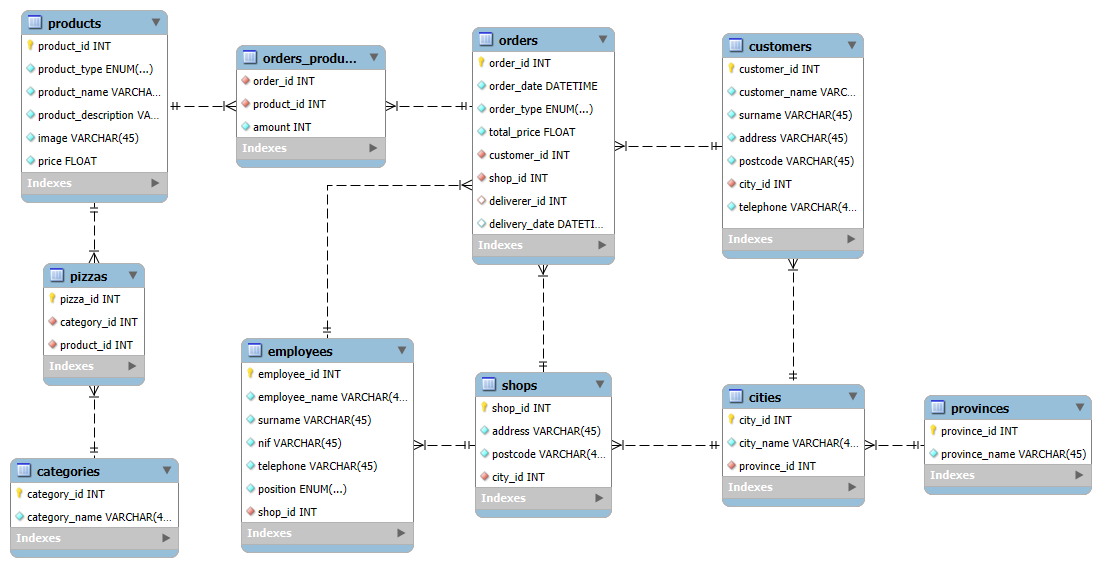 products
product_id INT
product_type ENUM(...)
product_name VARCHA...
product_description VA...
image VARCHAR(45)
price FLOAT
Indexes
orders_produ...
order_id INT
product_id INT
amount INT
Indexes
orders
order_id INT
order_date DATETIME
order_type ENUM(...)
total_price FLOAT
customer_id INT
shop_id INT
deliverer_id INT
delivery_date DATETI...
Indexes
customers
customer_id INT
customer_name VARC...
surname VARCHAR(45)
address VARCHAR(45)
postcode VARCHAR(45)
city_id INT
telephone VARCHAR(4...
Indexes
pizzas
pizza_id INT
category_id INT
product_id INT
Indexes
employees
employee_id INT
employee_name VARCHAR(4...
surname VARCHAR(45)
nif VARCHAR(45)
telephone VARCHAR(45)
position ENUM(...)
shop_id INT
Indexes
shops
shop_id INT
address VARCHAR(45)
postcode VARCHAR(4...
city_id INT
Indexes
cities
city_id INT
city_name VARCHAR(4...
province_id INT
Indexes
provinces
province_id INT
province_name VARCHAR(45)
Indexes
categories
category_id INT
category_name VARCHAR(4...
Indexes